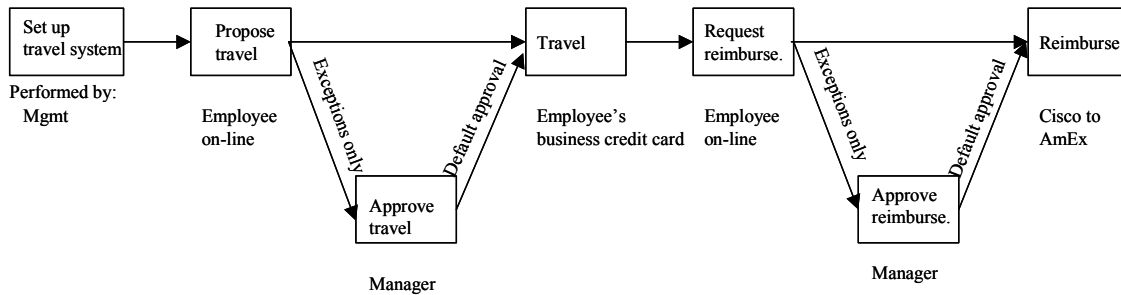 Set up
travel system
Performed by:
Mgmt
Propose
travel
Employee
on-line
Exceptions only
Approve
travel
Manager
Default approval
Travel
Employee's
business credit card
Request
reimburse.
Employee
on-line
Exceptions only
Approve
reimburse.
Manager
Default approval
Reimburse
Cisco to
AmEx